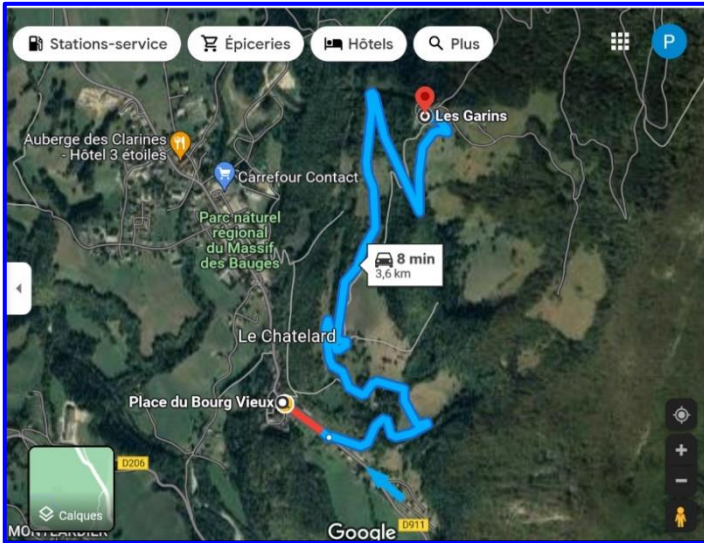 Stations-service
Épiceries
Hôtels
Plus
P
Les Garins
Auberge des Clarines
- Hôtel 3 étoiles
Carrefour Contact
Parc naturel
régional
du Massif
des Bauges
8 min
3,6 km
Le Chatelard
Place du Bourg Vieux
D206
Calques
Google
D911